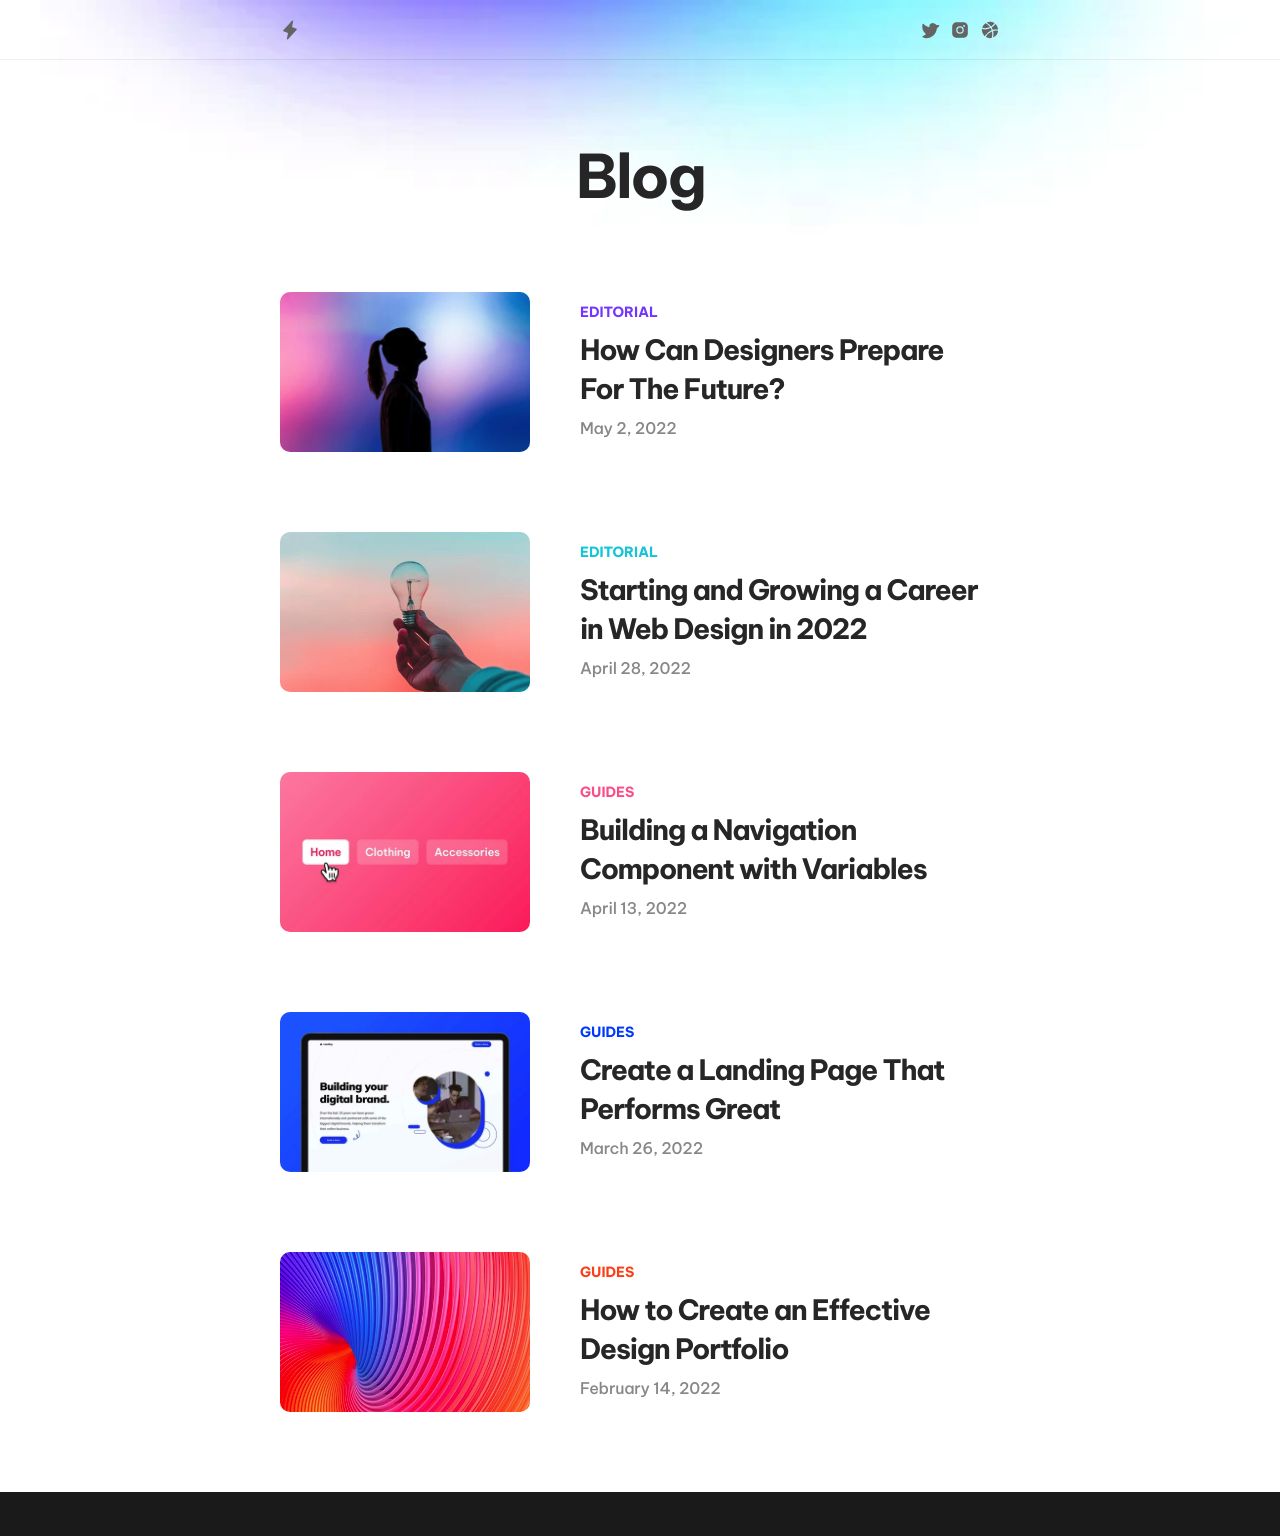 Blog
EDITORIAL
How Can Designers Prepare
For The Future?
May 2, 2022
EDITORIAL
Starting and Growing a Career
in Web Design in 2022
April 28, 2022
Home Clothing Accessories
GUIDES
Building a Navigation
Component with Variables
April 13, 2022
Building your
digital brand.
GUIDES
Create a Landing Page That
Performs Great
March 26, 2022
GUIDES
How to Create an Effective
Design Portfolio
February 14, 2022